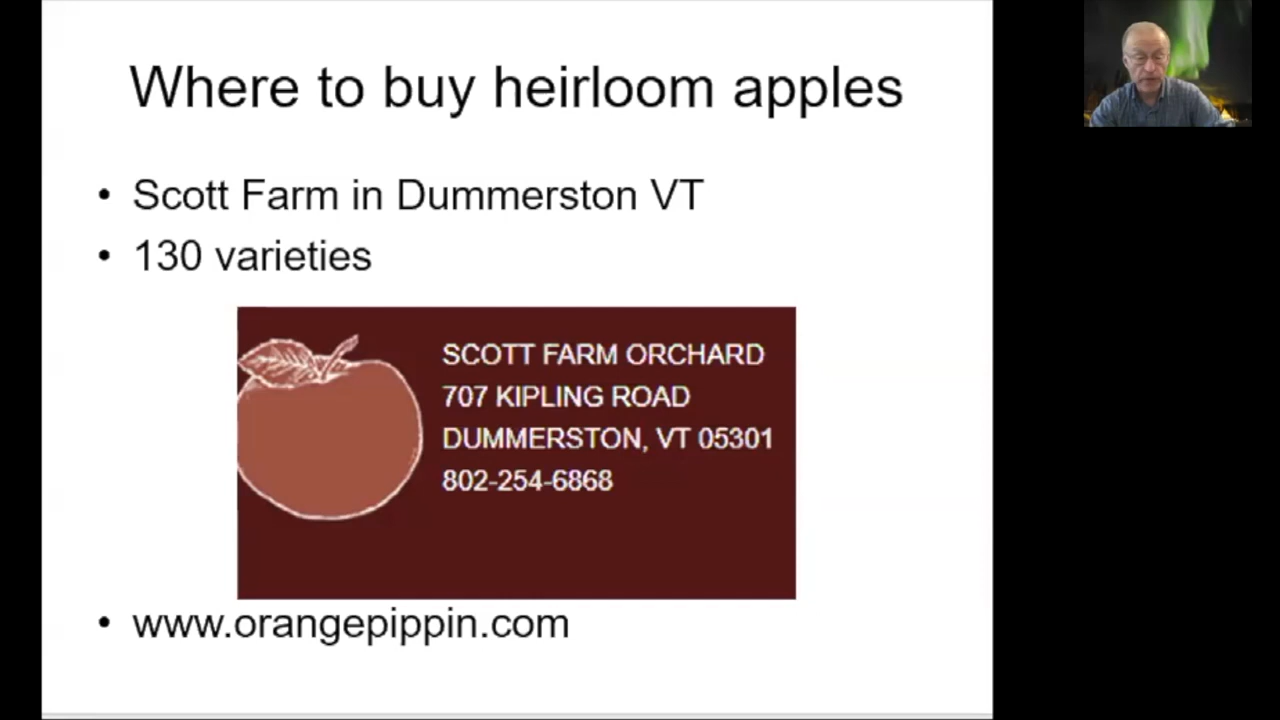 Where to buy heirloom apples
• Scott Farm in Dummerston VT
• 130 varieties
SCOTT FARM ORCHARD
707 KIPLING ROAD
DUMMERSTON, VT 05301
802-254-6868
• www.orangepippin.com